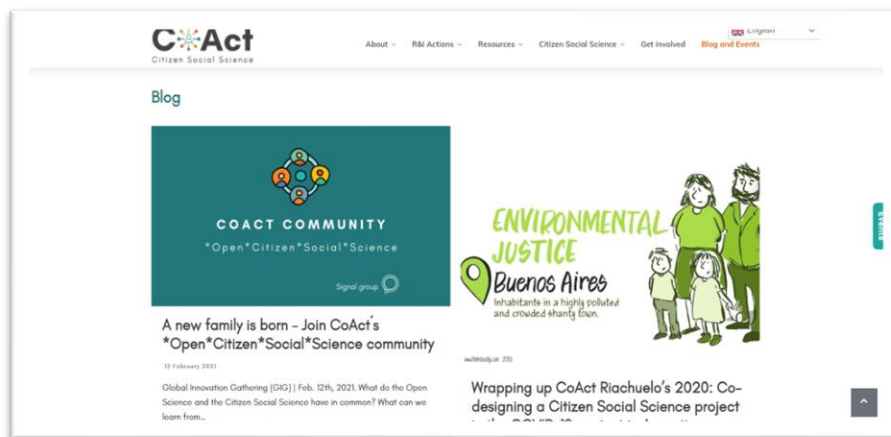 CoAct
Citizen Social Science
About
R&I Actions
Resources
Citizen Social Science
Get involved
Blog and Events
English
Blog
COACT COMMUNITY
*Open*Citizen*Social*Science
Signal group
A new family is born - Join CoAct´s
*Open*Citizen*Social*Science community
12 February 2021
Global Innovation Gathering (GIG) | Feb. 12th, 2021. What do the Open
Science and the Citizen Social Science have in common? What can we
learn from...
ENVIRONMENTAL
JUSTICE
Buenos Aires
Inhabitants in a highly polluted
and crowded shanty town.
Wrapping up CoAct Riachuelo’s 2020: Co-
designing a Citizen Social Science project
Events